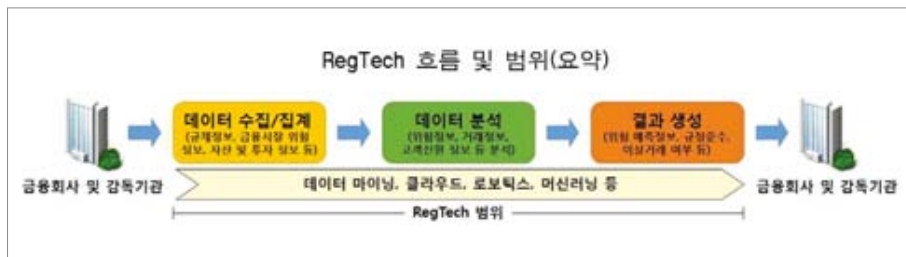 RegTech 흐름 및 범위(요약)
데이터 수집/집계
(규제정보, 금융시장 위험
정보, 자산 및 투자 정보 등)
데이터 분석
(위험정보, 거래정보,
고객신원 정보 등 분석)
결과 생성
(위험 예측정보, 규정준수,
이상거래 여부 등)
금융회사 및 감독기관
데이터 마이닝, 클라우드, 로보틱스, 머신러닝 등
금융회사 및 감독기관
RegTech 범위